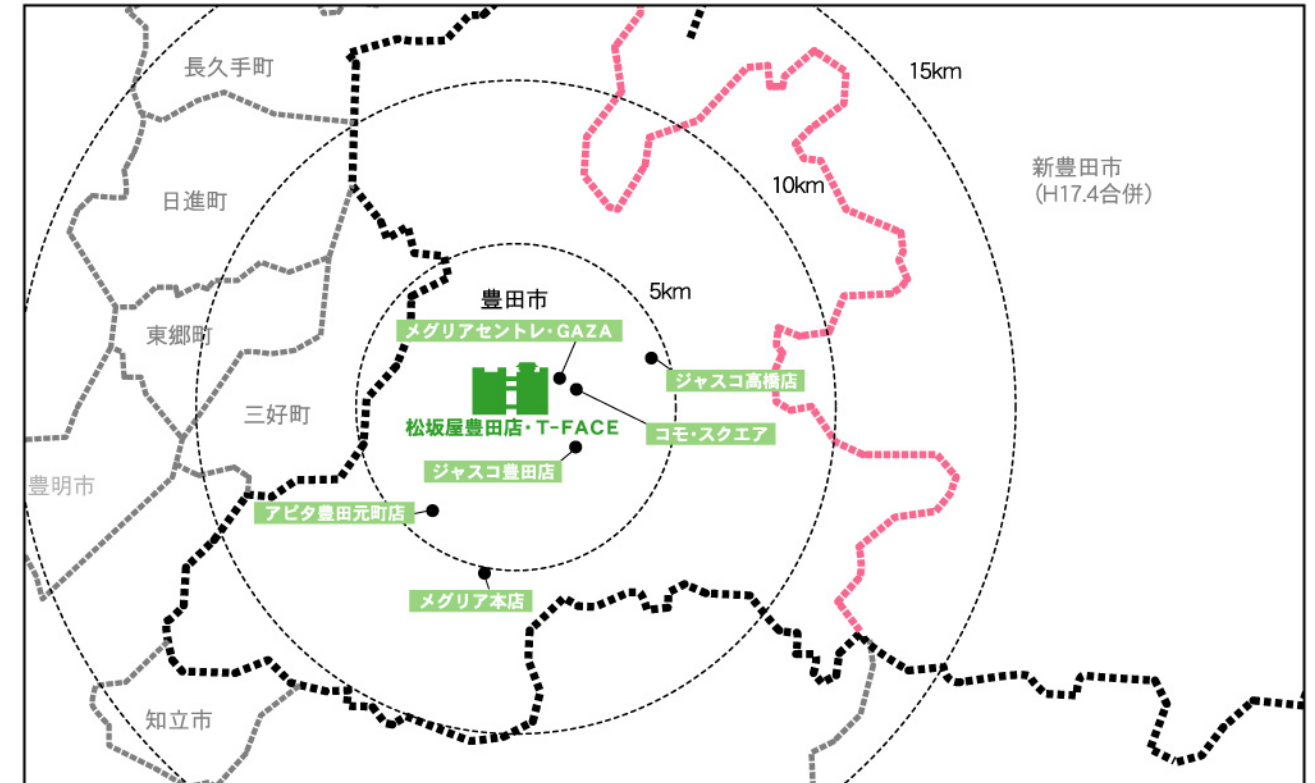 長久手町
15km
新豊田市
(H17.4合併)
10km
日進町
5km
豊田市
東郷町
メグリアセントレ・GAZA
ジャスコ高橋店
三好町
松坂屋豊田店・T-FACE
コモ・スクエア
ジャスコ豊田店
豊明市
アピタ豊田元町店
メグリア本店
知立市